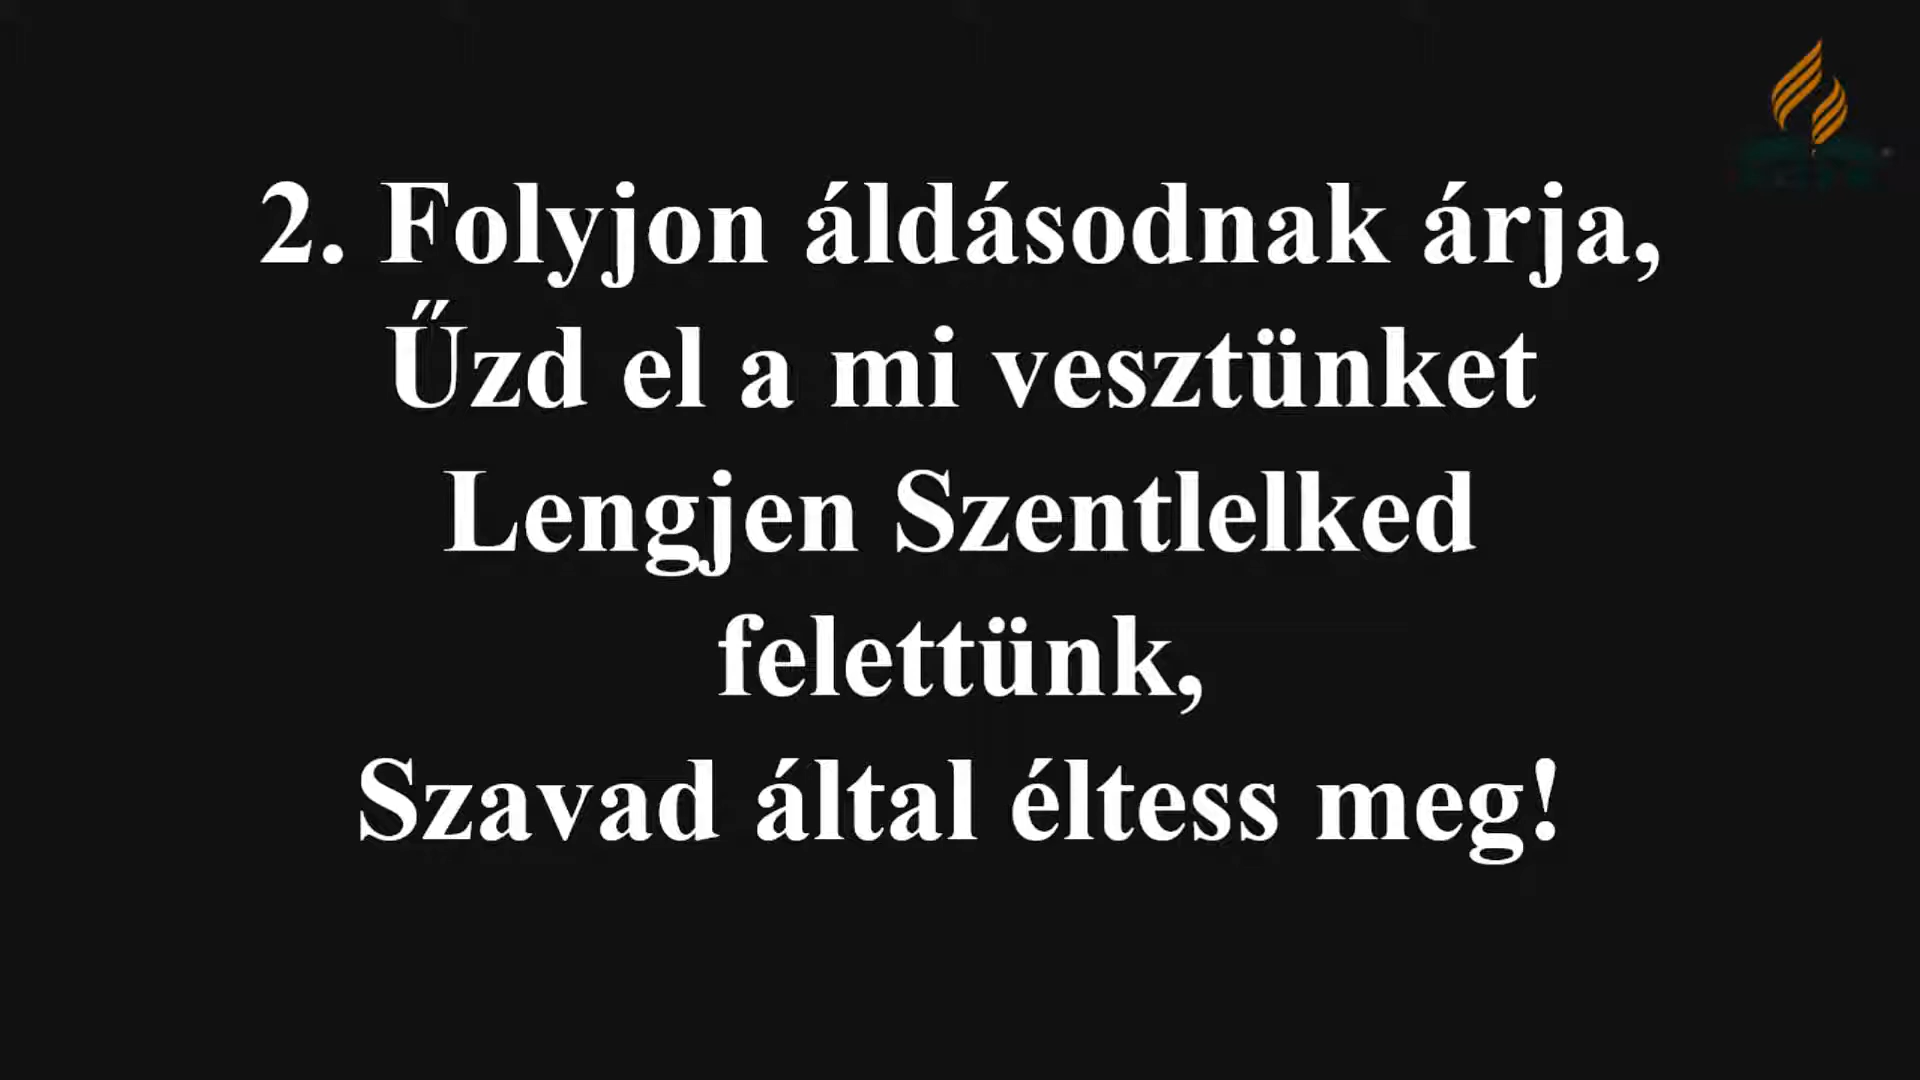 2. Folyjon áldásodnak árja,
Űzd el a mi vesztünket
Lengjen Szentlelked
felettünk,
Szavad által éltess meg!